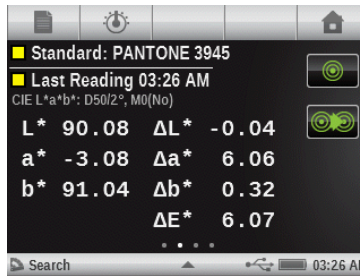 Standard: PANTONE 3945
Last Reading 03:26 AM
CIE L*a*b*: D50/2°, M0(No)
L* 90.08 ΔL* -0.04
a* -3.08 Δa* 6.06
b* 91.04 Δb* 0.32
ΔE* 6.07
Search 03:26 A